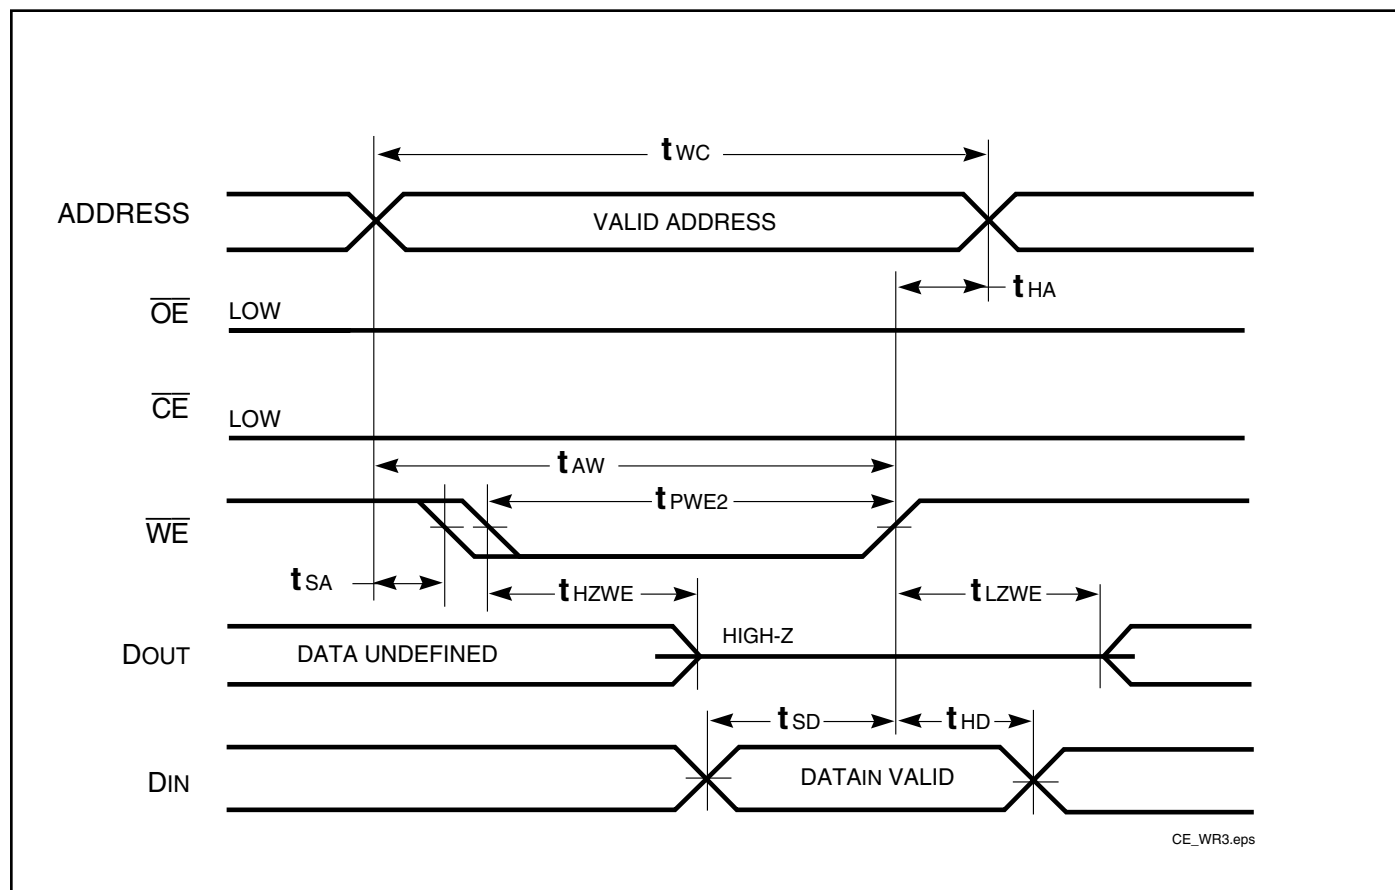 tWC
ADDRESS
VALID ADDRESS
tHA
OE
LOW
CE
LOW
tAW
tPWE2
WE
tSA
tHZWE
tLZWE
HIGH-Z
DOUT
DATA UNDEFINED
tSD
tHD
DIN
DATAIN VALID
CE_WR3.eps